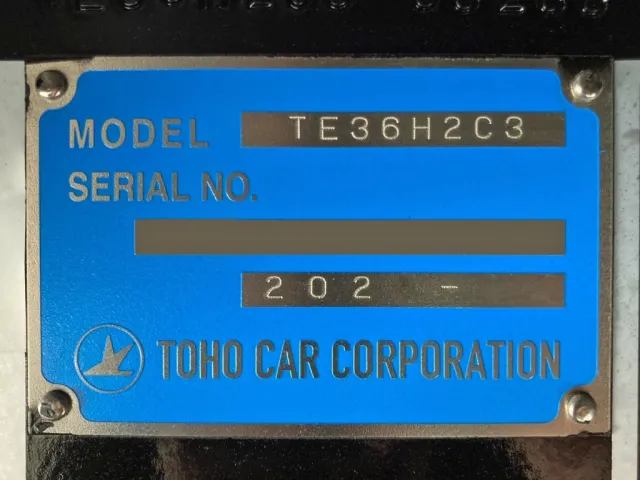 MODEL TE36H2C3
SERIAL NO.
202 -
TOHO CAR CORPORATION